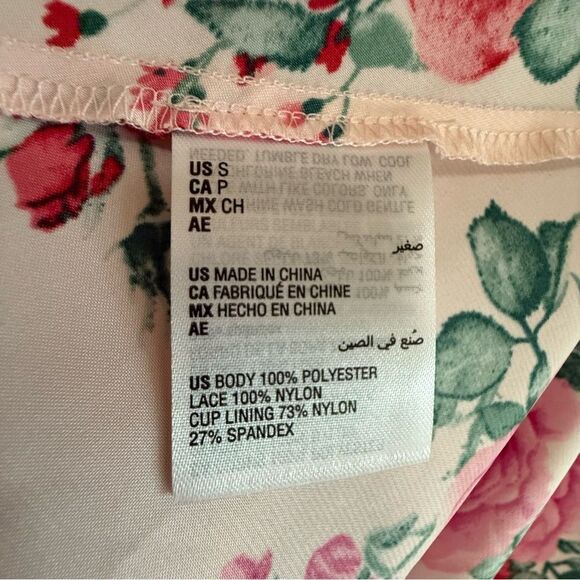 US S
CA P
MX CH
AE
صغير
US MADE IN CHINA
CA FABRIQUÉ EN CHINE
MX HECHO EN CHINA
AE
صُنع في الصين
US BODY 100% POLYESTER
LACE 100% NYLON
CUP LINING 73% NYLON
27% SPANDEX